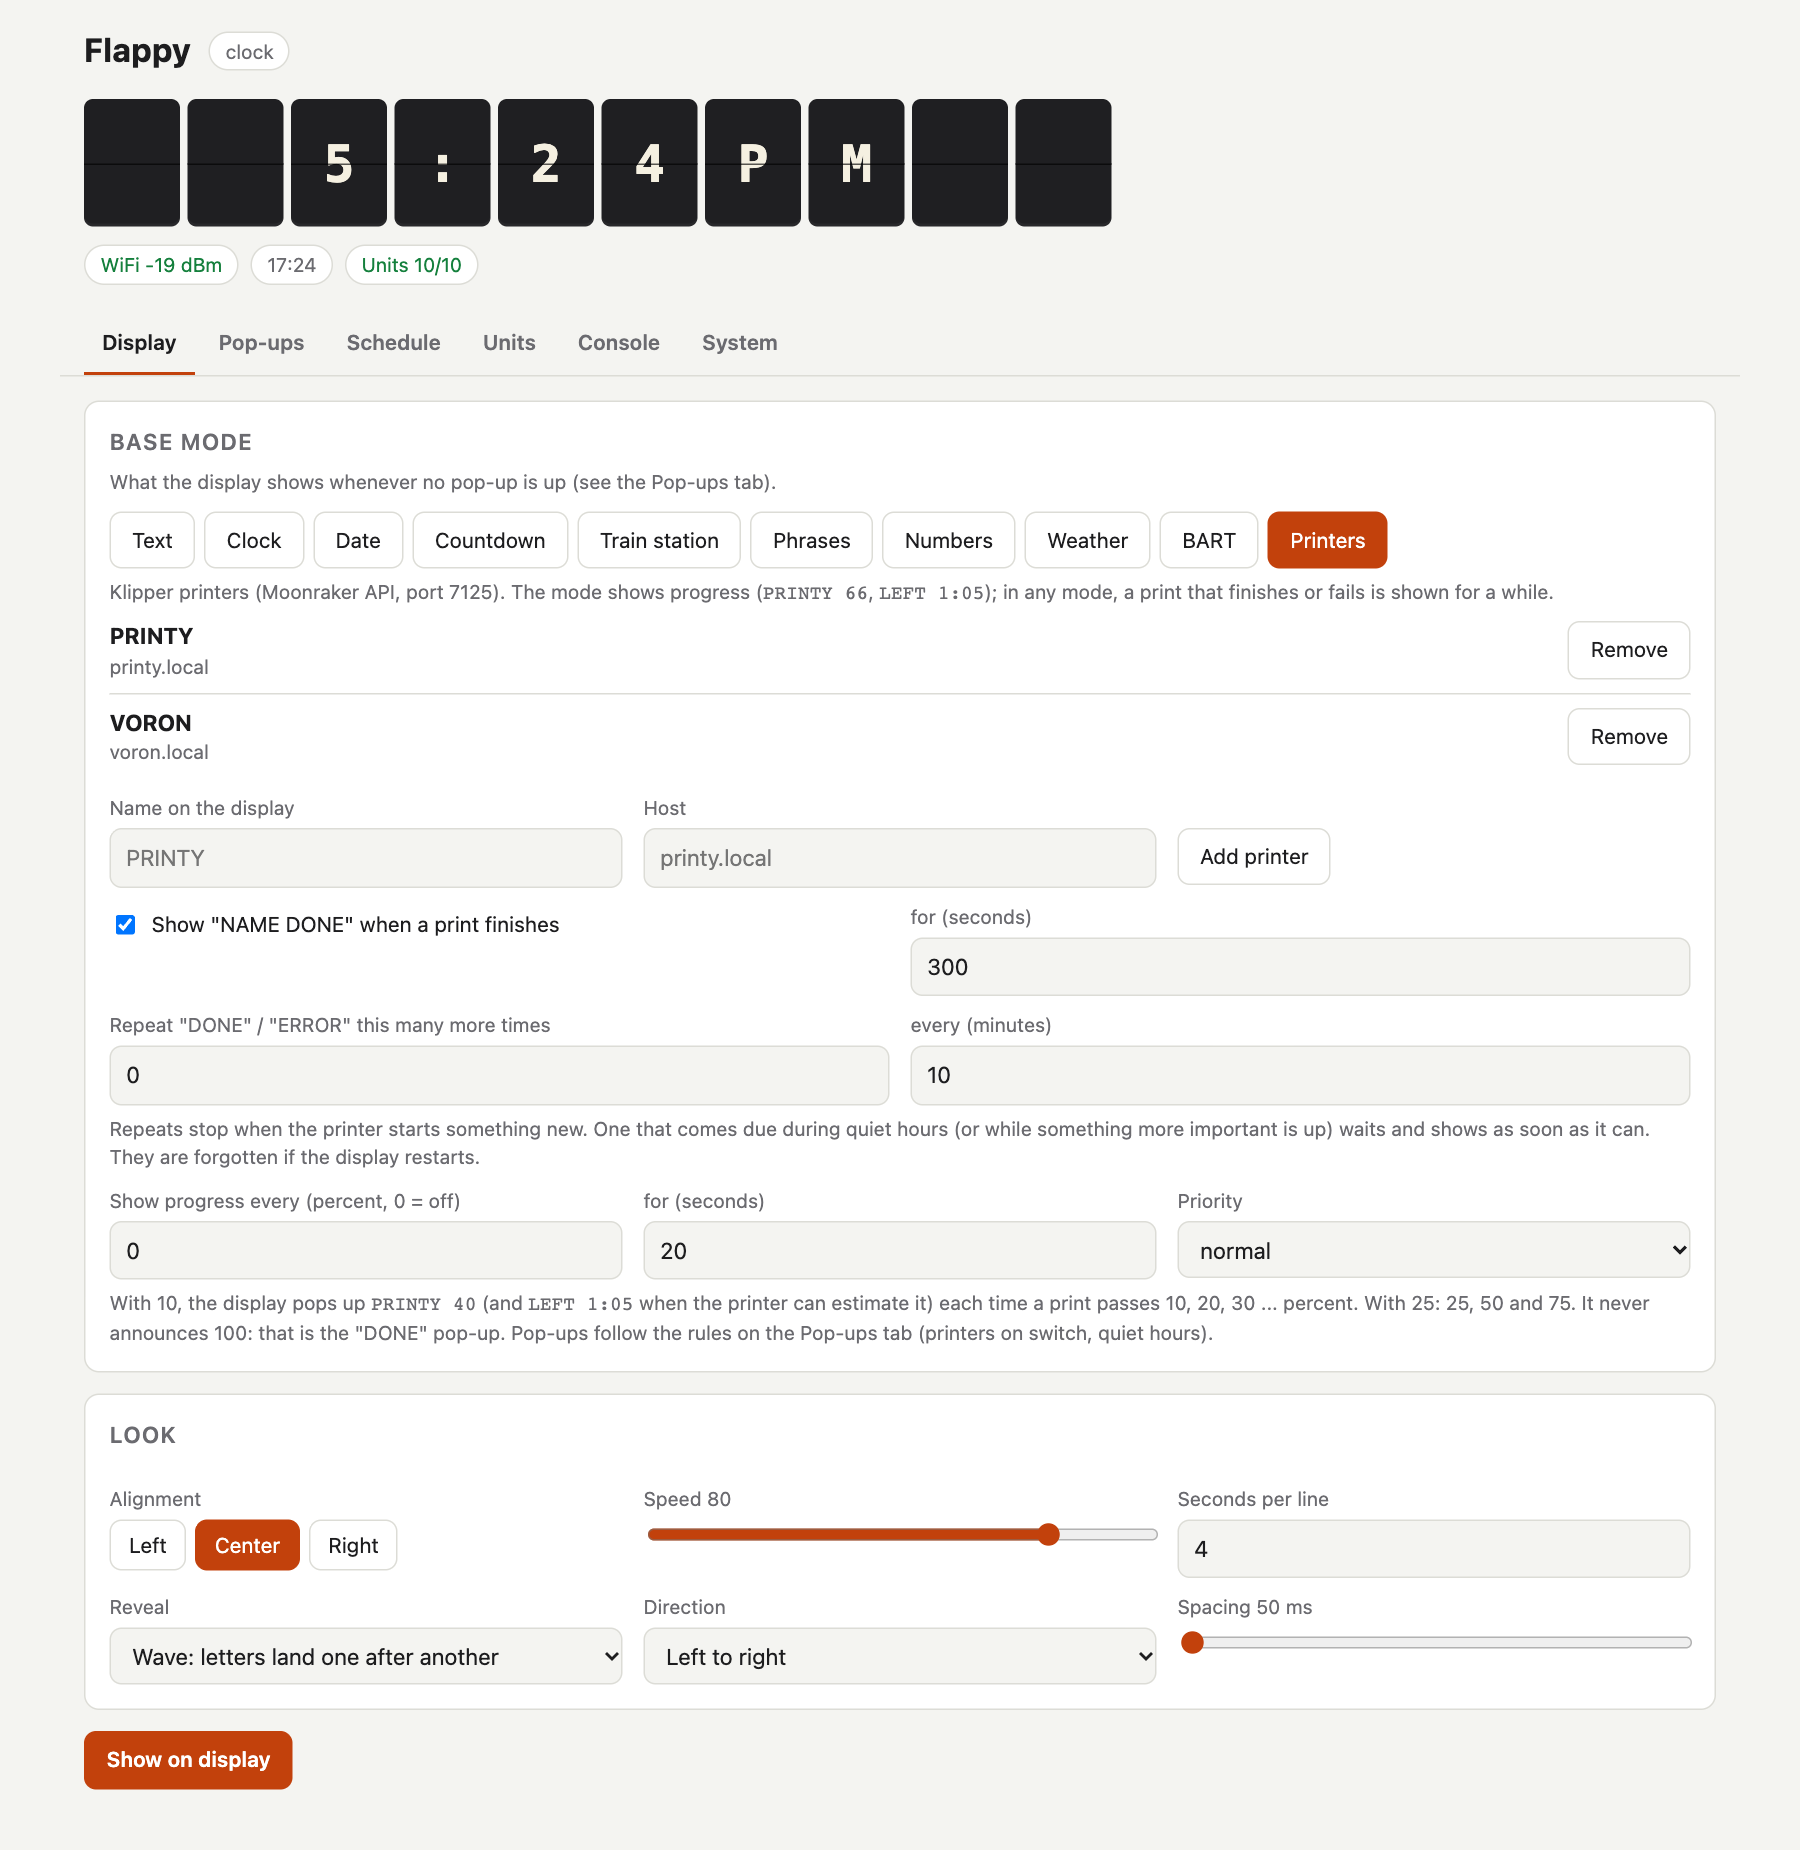 Flappy clock
5 : 2 4 P M
WiFi -19 dBm 17:24 Units 10/10
Display Pop-ups Schedule Units Console System
BASE MODE
What the display shows whenever no pop-up is up (see the Pop-ups tab).
Text Clock Date Countdown Train station Phrases Numbers Weather BART Printers
Klipper printers (Moonraker API, port 7125). The mode shows progress (PRINTY 66, LEFT 1:05); in any mode, a print that finishes or fails is shown for a while.
PRINTY
printy.local
Remove
VORON
voron.local
Remove
Name on the display Host
PRINTY printy.local Add printer
Show "NAME DONE" when a print finishes for (seconds)
300
Repeat "DONE" / "ERROR" this many more times every (minutes)
0 10
Repeats stop when the printer starts something new. One that comes due during quiet hours (or while something more important is up) waits and shows as soon as it can.
They are forgotten if the display restarts.
Show progress every (percent, 0 = off) for (seconds) Priority
0 20 normal
With 10, the display pops up PRINTY 40 (and LEFT 1:05 when the printer can estimate it) each time a print passes 10, 20, 30 ... percent. With 25: 25, 50 and 75. It never
announces 100: that is the "DONE" pop-up. Pop-ups follow the rules on the Pop-ups tab (printers on switch, quiet hours).
LOOK
Alignment Speed 80 Seconds per line
Left Center Right 4
Reveal Direction Spacing 50 ms
Wave: letters land one after another Left to right
Show on display